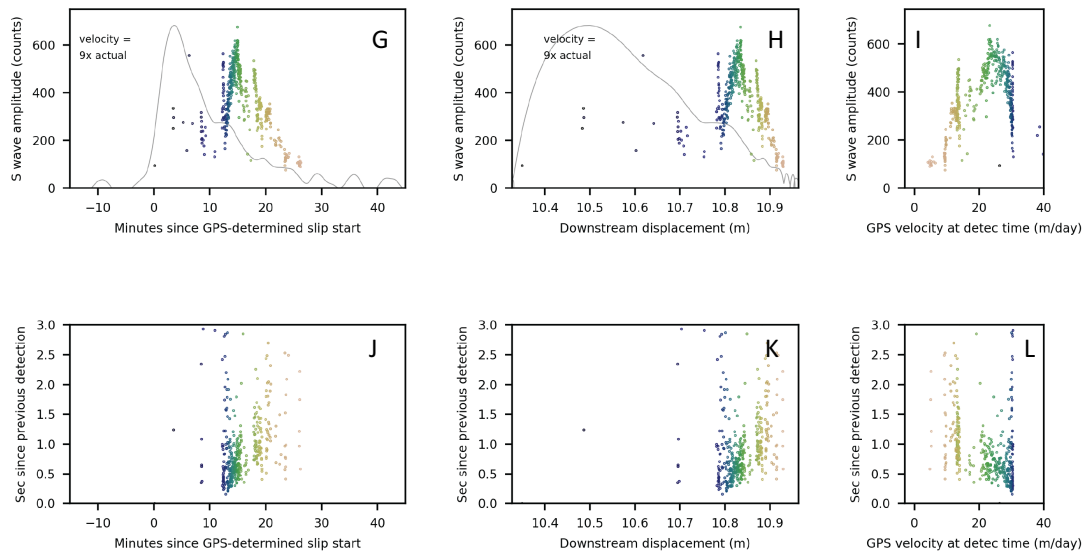 S wave amplitude (counts)
600
400
200
0
velocity =
9x actual
G
−10
0
10
20
30
40
Minutes since GPS-determined slip start
S wave amplitude (counts)
600
400
200
0
velocity =
9x actual
H
10.4
10.5
10.6
10.7
10.8
10.9
Downstream displacement (m)
S wave amplitude (counts)
600
400
200
0
I
0
20
40
GPS velocity at detec time (m/day)
Sec since previous detection
3.0
2.5
2.0
1.5
1.0
0.5
0.0
J
−10
0
10
20
30
40
Minutes since GPS-determined slip start
Sec since previous detection
3.0
2.5
2.0
1.5
1.0
0.5
0.0
K
10.4
10.5
10.6
10.7
10.8
10.9
Downstream displacement (m)
Sec since previous detection
3.0
2.5
2.0
1.5
1.0
0.5
0.0
L
0
20
40
GPS velocity at detec time (m/day)